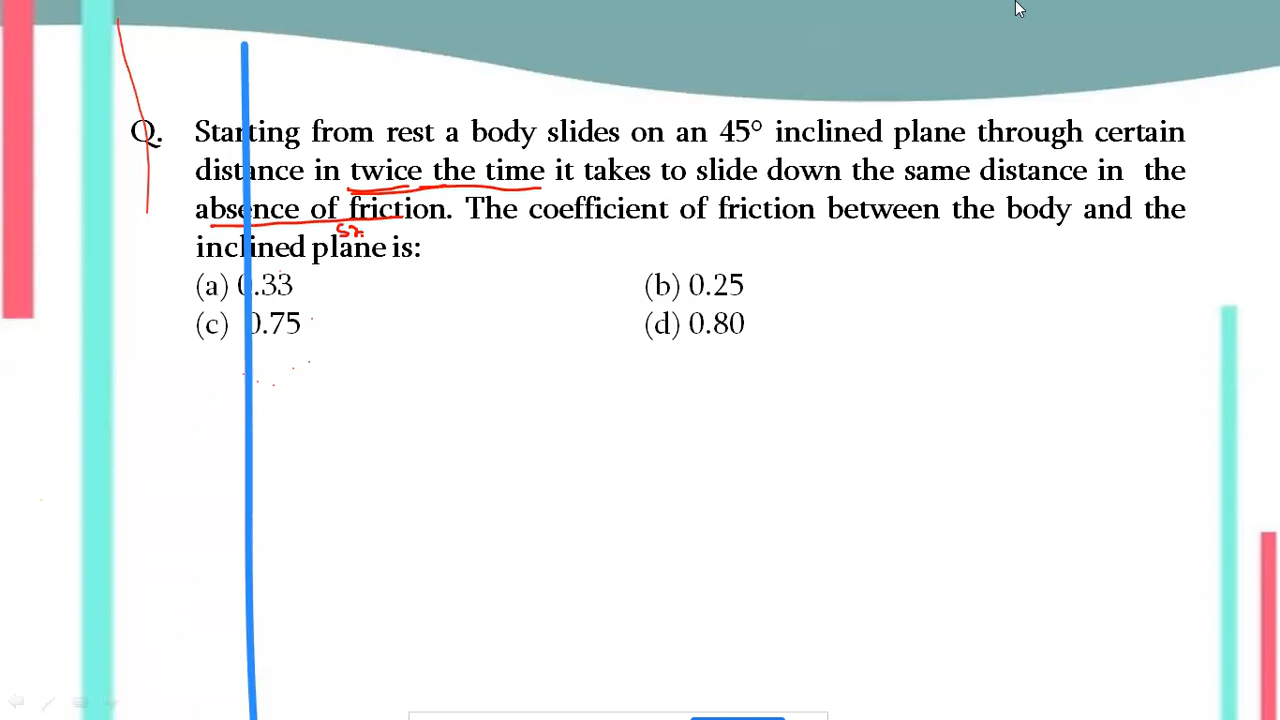 Q. Starting from rest a body slides on an 45° inclined plane through certain
distance in twice the time it takes to slide down the same distance in the
absence of friction. The coefficient of friction between the body and the
inclined plane is:
(a) 0.33 (b) 0.25
(c) 0.75 (d) 0.80